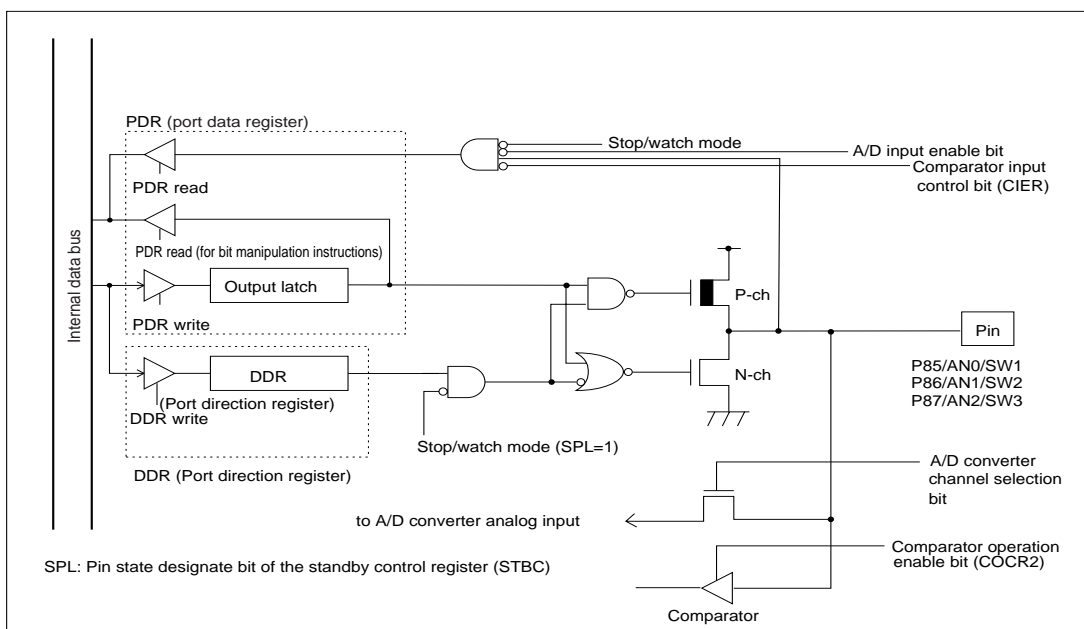 PDR (port data register)
Stop/watch mode
A/D input enable bit
Comparator input
control bit (CIER)
PDR read
Internal data bus
PDR read (for bit manipulation instructions)
Output latch
PDR write
P-ch
Pin
DDR
(Port direction register)
DDR write
N-ch
P85/AN0/SW1
P86/AN1/SW2
P87/AN2/SW3
Stop/watch mode (SPL=1)
DDR (Port direction register)
A/D converter
channel selection
bit
to A/D converter analog input
Comparator operation
enable bit (COCR2)
SPL: Pin state designate bit of the standby control register (STBC)
Comparator